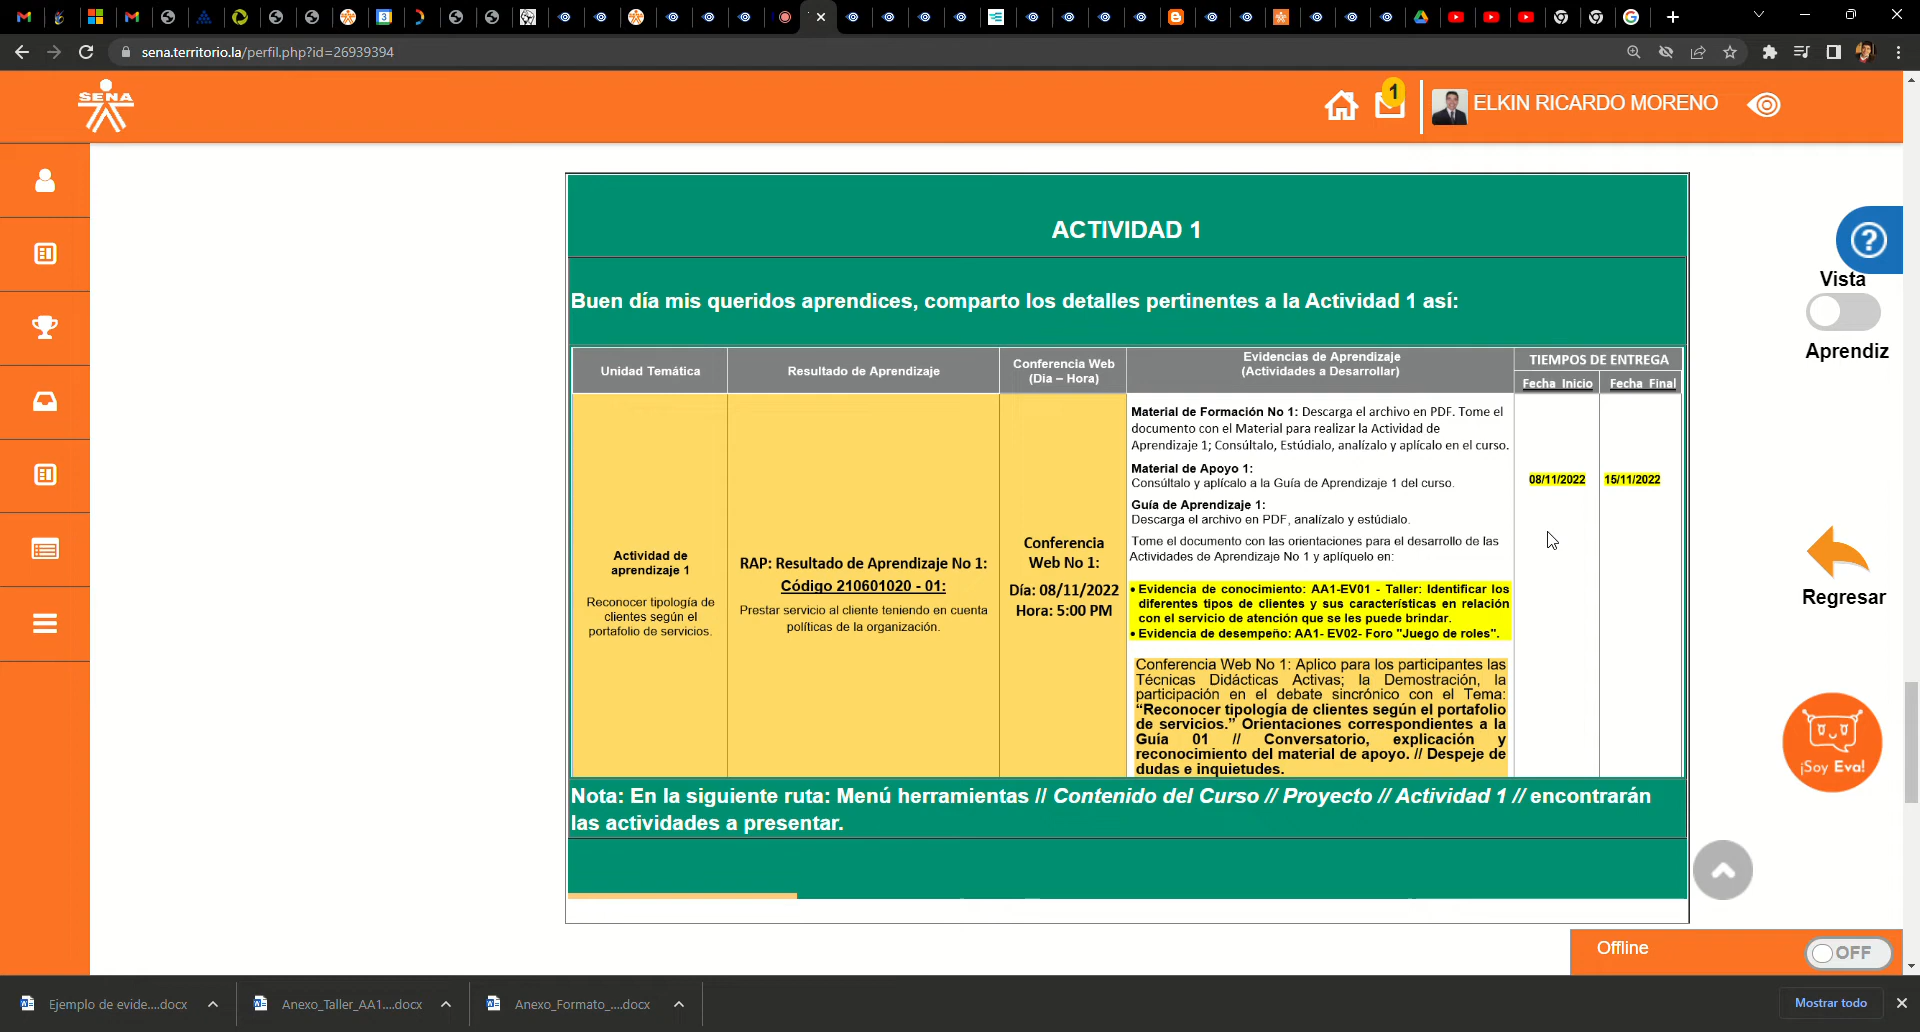 sena.territorio.la/perfil.php?id=26939394
SENA
1
ELKIN RICARDO MORENO
ACTIVIDAD 1
Buen día mis queridos aprendices, comparto los detalles pertinentes a la Actividad 1 así:
Vista
Aprendiz
Unidad Temática
Resultado de Aprendizaje
Conferencia Web
(Dia – Hora)
Evidencias de Aprendizaje
(Actividades a Desarrollar)
TIEMPOS DE ENTREGA
Fecha Inicio
Fecha Final
Actividad de
aprendizaje 1
Reconocer tipología de
clientes según el
portafolio de servicios.
RAP: Resultado de Aprendizaje No 1:
Código 210601020 - 01:
Prestar servicio al cliente teniendo en cuenta
políticas de la organización.
Conferencia
Web No 1:
Día: 08/11/2022
Hora: 5:00 PM
Material de Formación No 1: Descarga el archivo en PDF. Tome el
documento con el Material para realizar la Actividad de
Aprendizaje 1; Consúltalo, Estúdialo, analízalo y aplícalo en el curso.
Material de Apoyo 1:
Consúltalo y aplícalo a la Guía de Aprendizaje 1 del curso.
Guía de Aprendizaje 1:
Descarga el archivo en PDF, analízalo y estúdialo.
Tome el documento con las orientaciones para el desarrollo de las
Actividades de Aprendizaje No 1 y aplíquelo en:
• Evidencia de conocimiento: AA1-EV01 - Taller: Identificar los
diferentes tipos de clientes y sus características en relación
con el servicio de atención que se les puede brindar.
• Evidencia de desempeño: AA1- EV02- Foro "Juego de roles".
Conferencia Web No 1: Aplico para los participantes las
Técnicas Didácticas Activas; la Demostración, la
participación en el debate sincrónico con el Tema:
“Reconocer tipología de clientes según el portafolio
de servicios.” Orientaciones correspondientes a la
Guía 01 // Conversatorio, explicación y
reconocimiento del material de apoyo. // Despeje de
dudas e inquietudes.
08/11/2022
15/11/2022
Regresar
¡Soy Eva!
Nota: En la siguiente ruta: Menú herramientas // Contenido del Curso // Proyecto // Actividad 1 // encontrarán
las actividades a presentar.
Offline
OFF
Ejemplo de evide....docx
Anexo_Taller_AA1....docx
Anexo_Formato_....docx
Mostrar todo